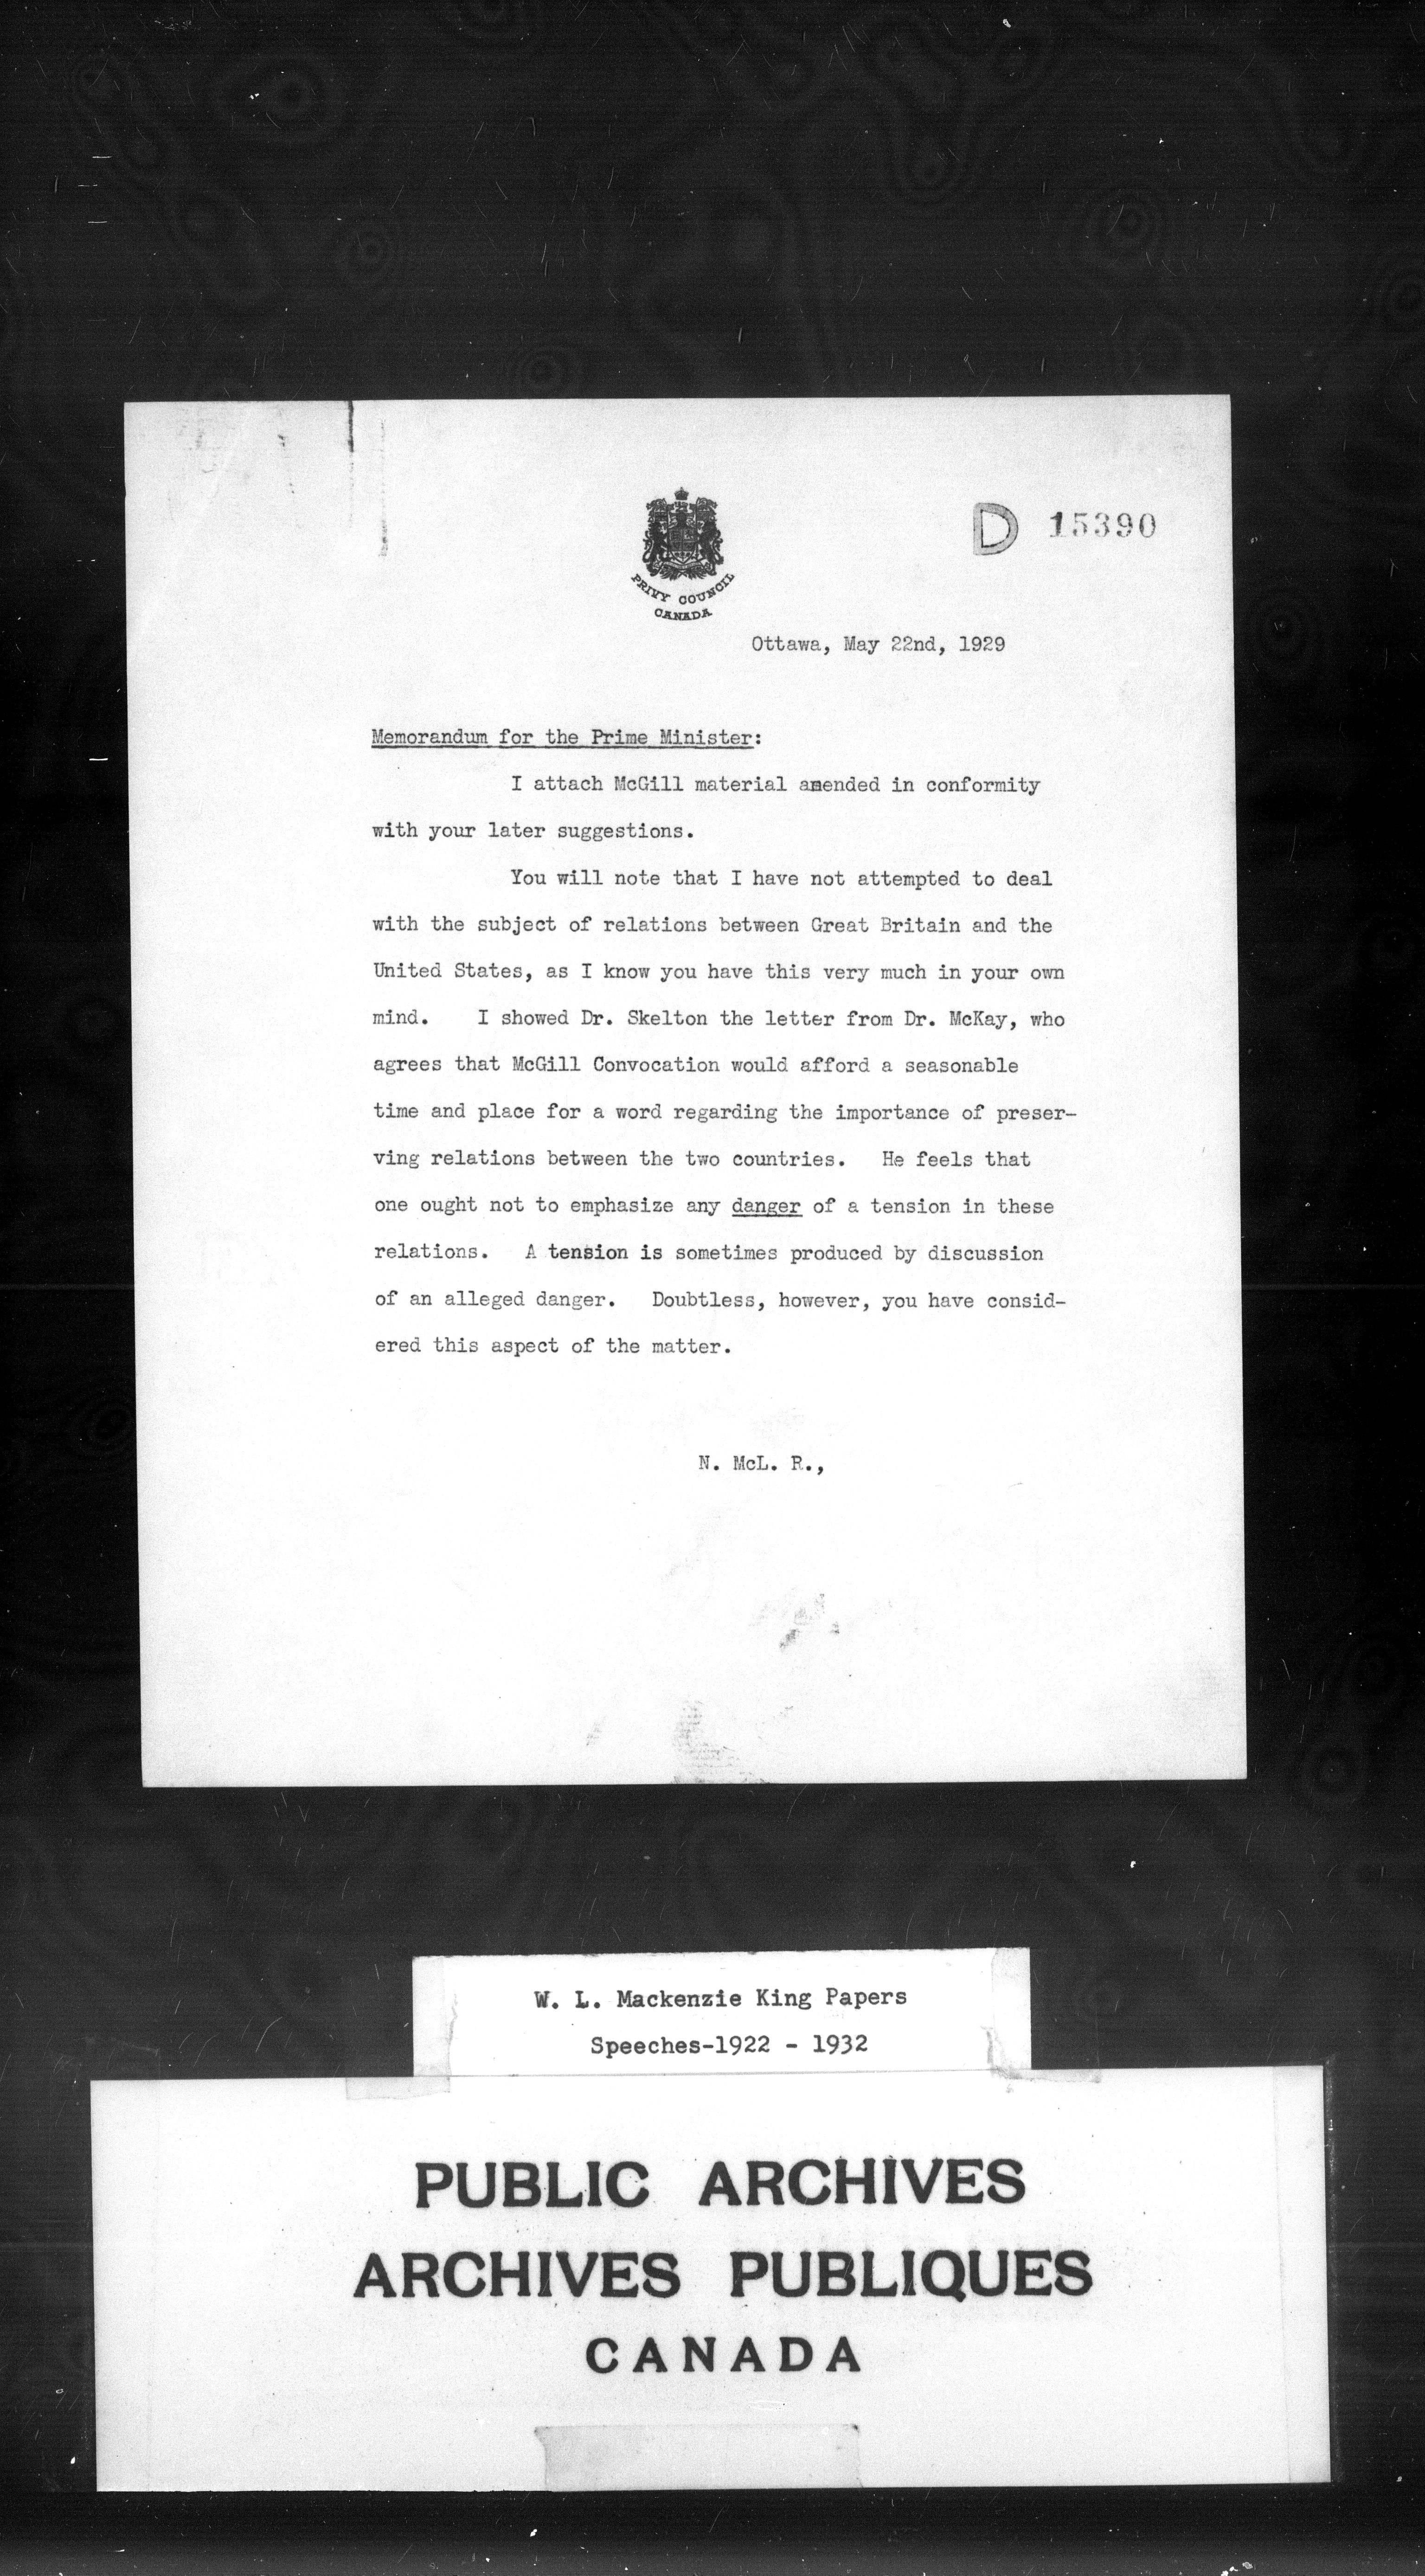 PRIVY COUNCIL
CANADA
D 15390
Ottawa, May 22nd, 1929
Memorandum for the Prime Minister:
I attach McGill material amended in conformity
with your later suggestions.
You will note that I have not attempted to deal
with the subject of relations between Great Britain and the
United States, as I know you have this very much in your own
mind. I showed Dr. Skelton the letter from Dr. McKay, who
agrees that McGill Convocation would afford a seasonable
time and place for a word regarding the importance of preser-
ving relations between the two countries. He feels that
one ought not to emphasize any danger of a tension in these
relations. A tension is sometimes produced by discussion
of an alleged danger. Doubtless, however, you have consid-
ered this aspect of the matter.
N. McL. R.,
W. L. Mackenzie King Papers
Speeches-1922 - 1932
PUBLIC ARCHIVES
ARCHIVES PUBLIQUES
CANADA